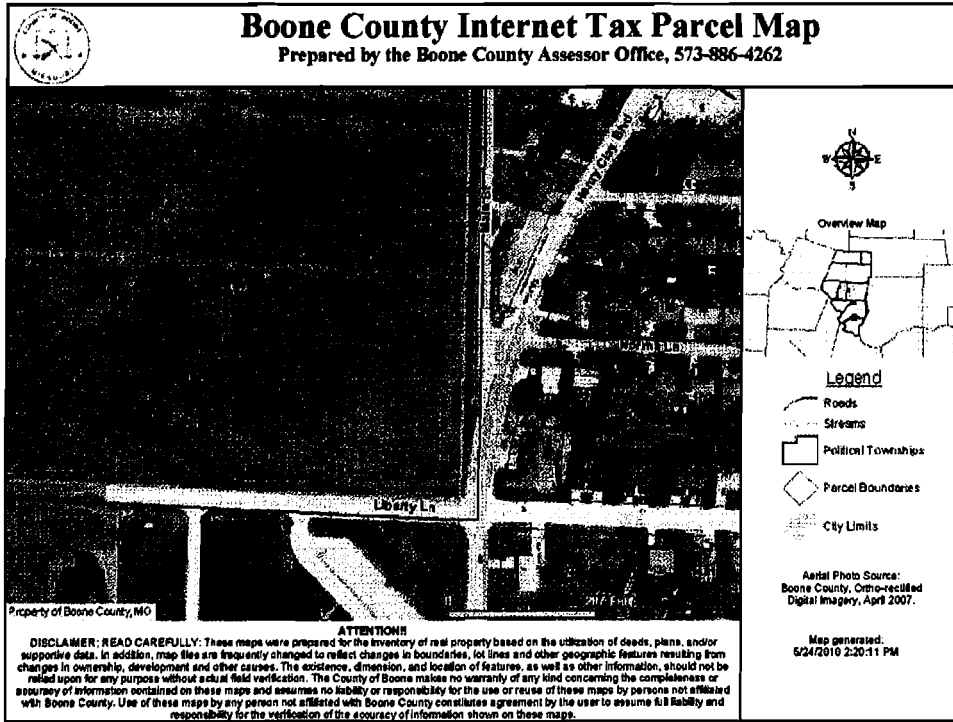 Boone County Internet Tax Parcel Map
Prepared by the Boone County Assessor Office, 573-886-4262
MISSOURI
N
W E
S
Overview Map
Henry Clay Blvd
Norma Ln
Liberty Ln
Legend
Roads
Streams
Political Townships
Parcel Boundaries
City Limits
Aerial Photo Source:
Boone County, Ortho-rectified
Digital Imagery, April 2007.
Map generated:
5/24/2010 2:20:11 PM
Property of Boone County, MO
ATTENTION!!
DISCLAIMER: READ CAREFULLY: These maps were prepared for the inventory of real property based on the utilization of deeds, plans, and/or
supportive data. In addition, map files are frequently changed to reflect changes in boundaries, lot lines and other geographic features resulting from
changes in ownership, development and other causes. The existence, dimension, and location of features, as well as other information, should not be
relied upon for any purpose without actual field verification. The County of Boone makes no warranty of any kind concerning the completeness or
accuracy of information contained on these maps and assumes no liability or responsibility for the use or reuse of these maps by persons not affiliated
with Boone County. Use of these maps by any person not affiliated with Boone County constitutes agreement by the user to assume full liability and
responsibility for the verification of the accuracy of information shown on these maps.